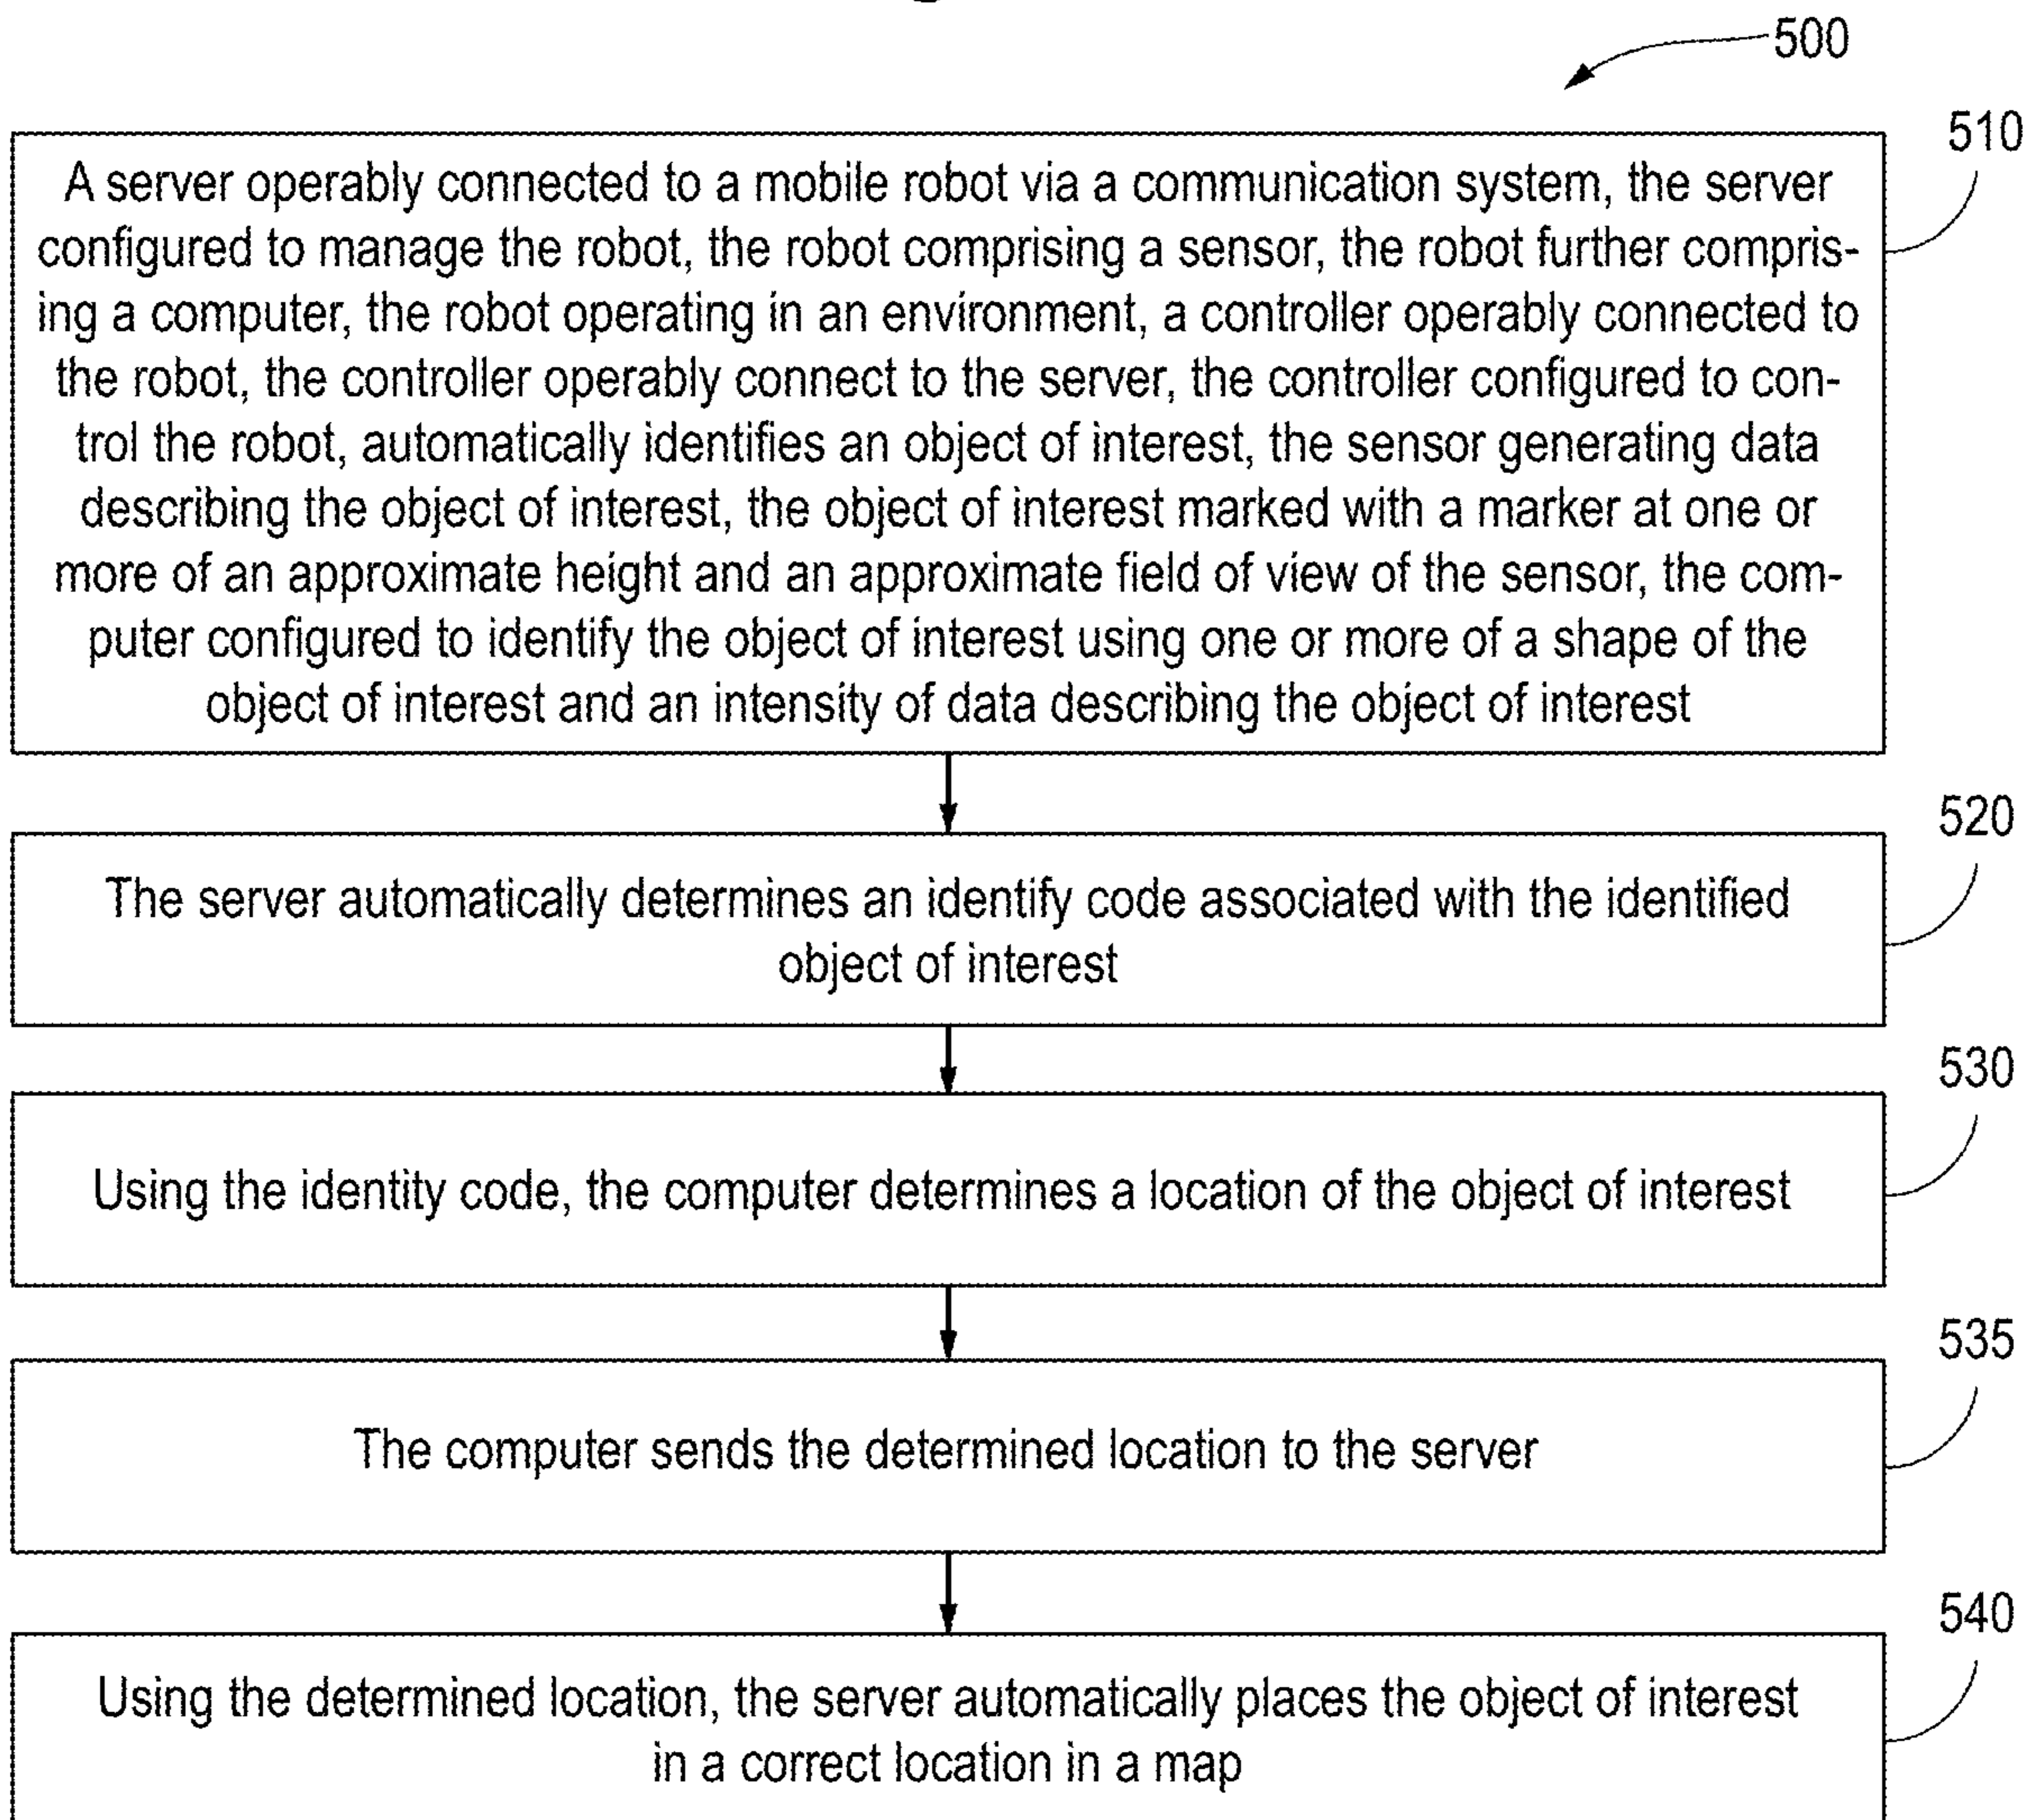 500
510
A server operably connected to a mobile robot via a communication system, the server
configured to manage the robot, the robot comprising a sensor, the robot further compris-
ing a computer, the robot operating in an environment, a controller operably connected to
the robot, the controller operably connect to the server, the controller configured to con-
trol the robot, automatically identifies an object of interest, the sensor generating data
describing the object of interest, the object of interest marked with a marker at one or
more of an approximate height and an approximate field of view of the sensor, the com-
puter configured to identify the object of interest using one or more of a shape of the
object of interest and an intensity of data describing the object of interest
520
The server automatically determines an identify code associated with the identified
object of interest
530
Using the identity code, the computer determines a location of the object of interest
535
The computer sends the determined location to the server
540
Using the determined location, the server automatically places the object of interest
in a correct location in a map